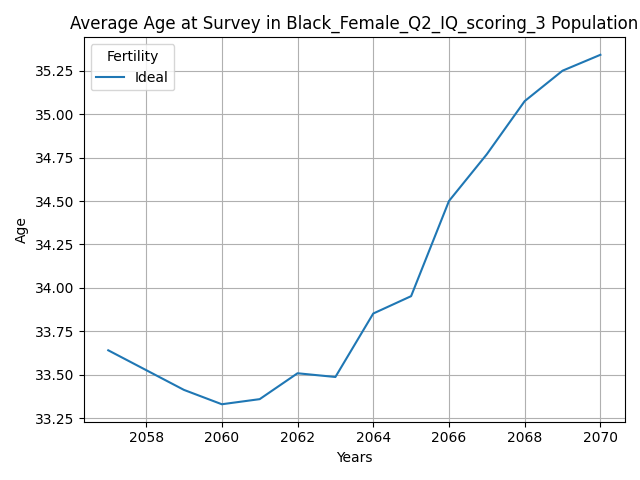 Average Age at Survey in Black_Female_Q2_IQ_scoring_3 Population
Fertility
Ideal
Age
35.25
35.00
34.75
34.50
34.25
34.00
33.75
33.50
33.25
2058 2060 2062 2064 2066 2068 2070
Years